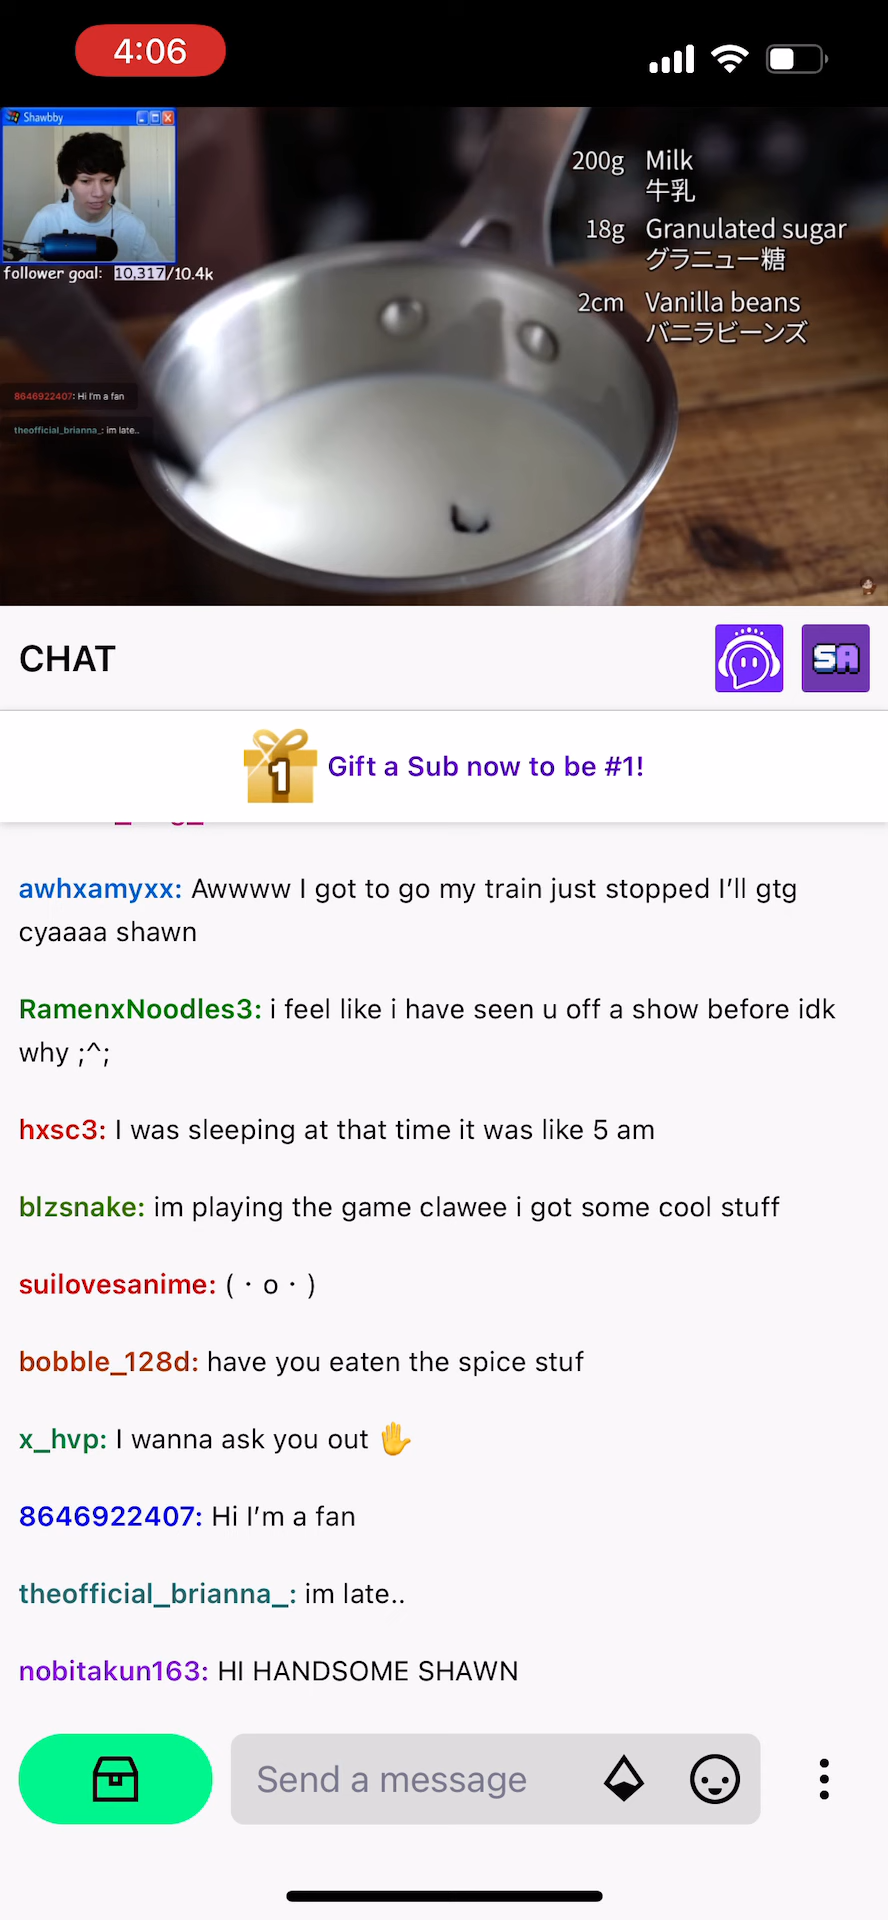 4:06
Shawbby
follower goal: 10,317/10.4k
200g Milk
牛乳
18g Granulated sugar
グラニュー糖
2cm Vanilla beans
バニラビーンズ
8646922407: Hi I'm a fan
theofficial_brianna_: im late..
CHAT
SA
1
Gift a Sub now to be #1!
awhxamyxx: Awwww I got to go my train just stopped I'll gtg
cyaaaa shawn
RamenxNoodles3: i feel like i have seen u off a show before idk
why ;^;
hxsc3: I was sleeping at that time it was like 5 am
blzsnake: im playing the game clawee i got some cool stuff
suilovesanime: (・o・)
bobble_128d: have you eaten the spice stuf
x_hvp: I wanna ask you out ✋
8646922407: Hi I'm a fan
theofficial_brianna_: im late..
nobitakun163: HI HANDSOME SHAWN
Send a message